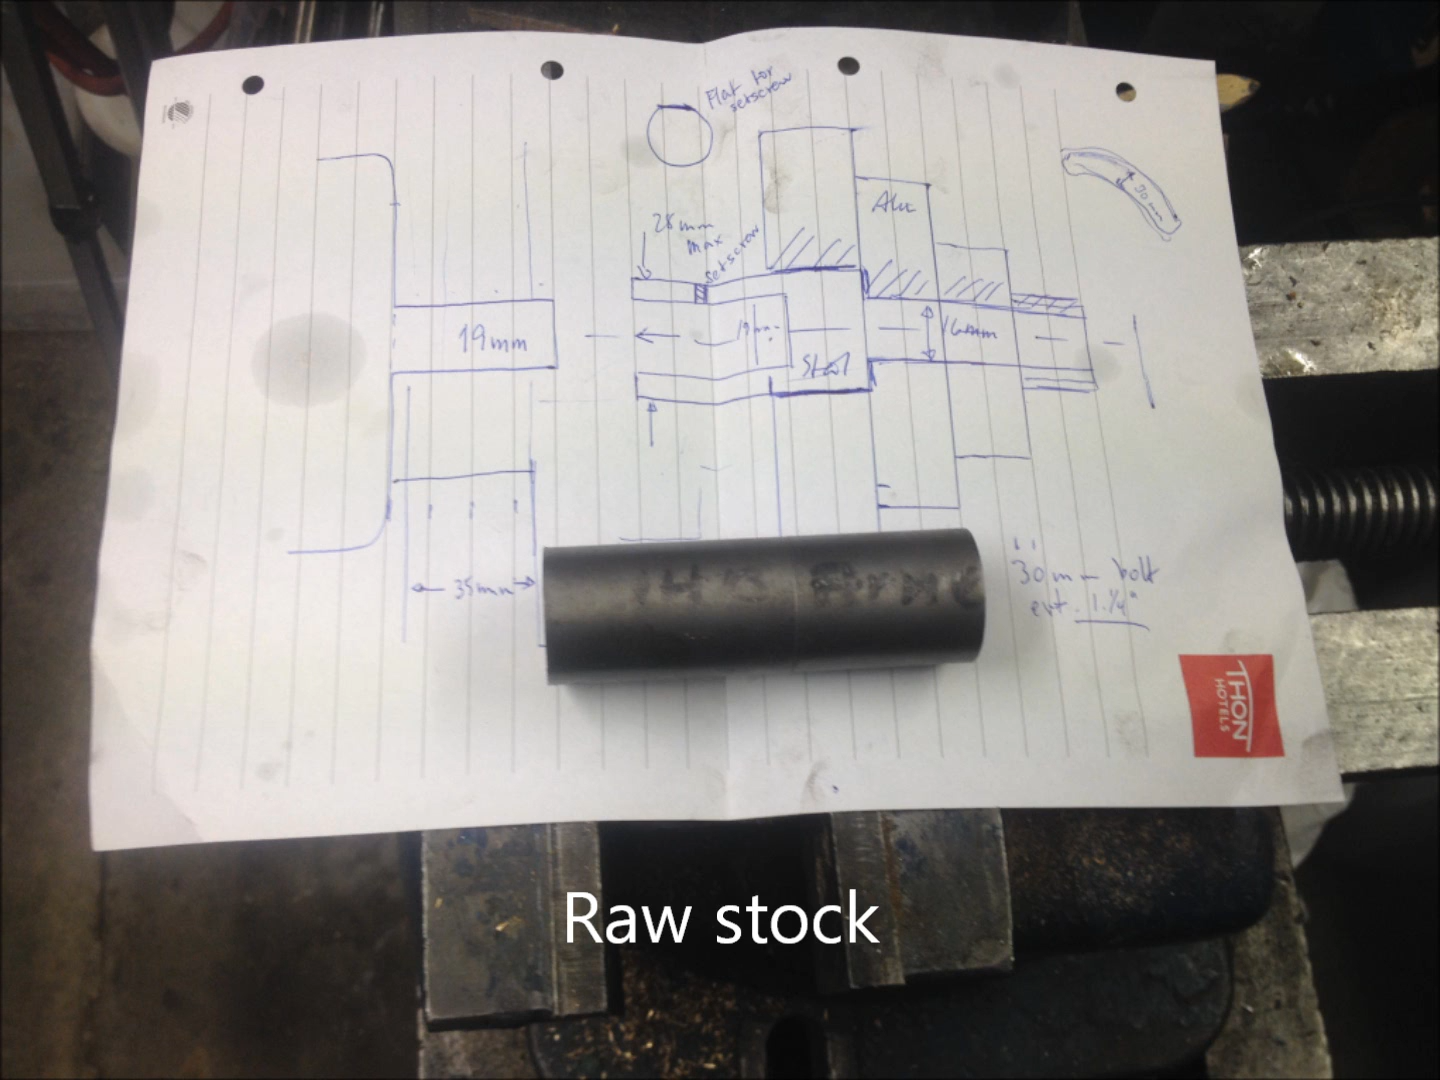 Flat for
setscrew
28mm
Max
setscrew
Alu
30mm
19mm
19mm
Steel
16mm
35mm
30mm bolt
evt. 1.1/4"
THON
HOTELS
Raw stock